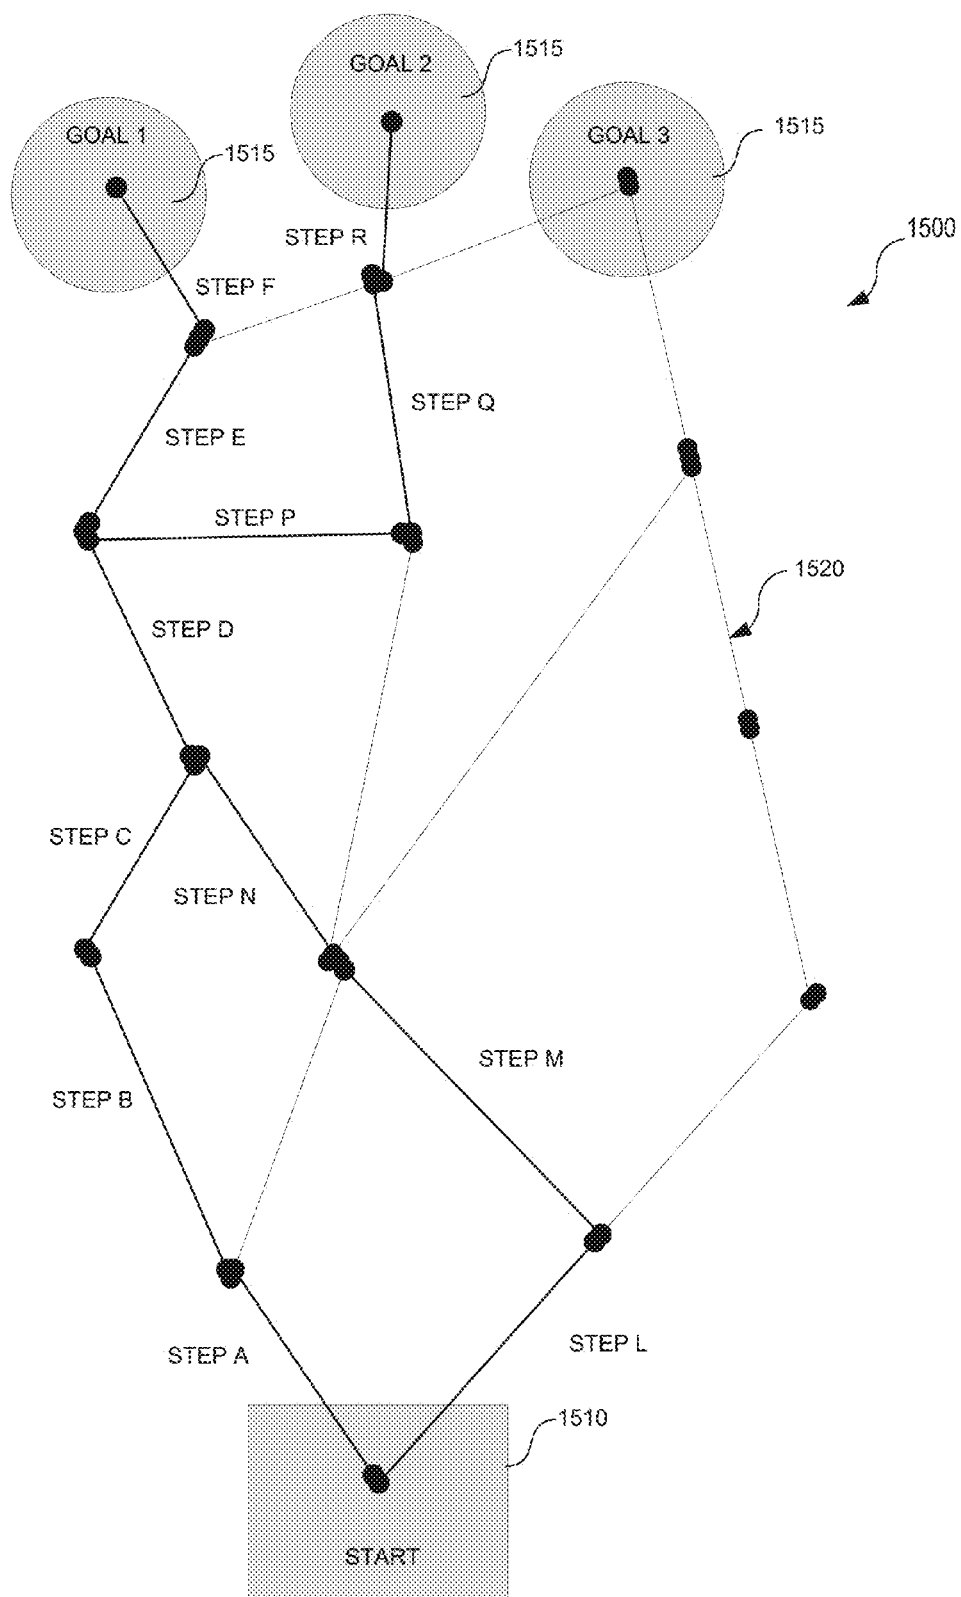 1515
GOAL 2
1515
GOAL 3
1515
GOAL 1
1500
STEP R
STEP F
STEP Q
STEP E
STEP P
1520
STEP D
STEP C
STEP N
STEP M
STEP B
STEP L
STEP A
1510
START